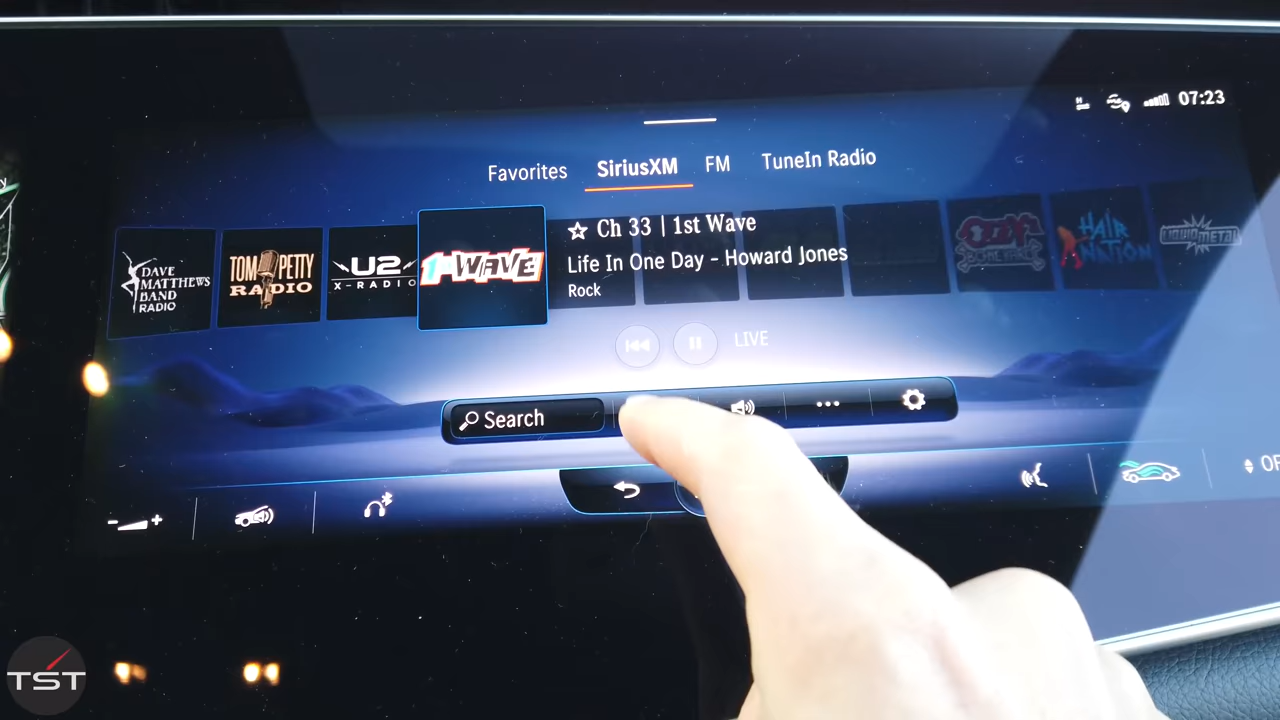 07:23
Favorites SiriusXM FM TuneIn Radio
DAVE
MATTHEWS
BAND
RADIO
TOM PETTY
RADIO
U2
X-RADIO
1st WAVE
Ch 33 | 1st Wave
Life In One Day - Howard Jones
Rock
OZZY'S
BONEYARD
HAIR
NATION
LIQUID METAL
LIVE
Search
TST